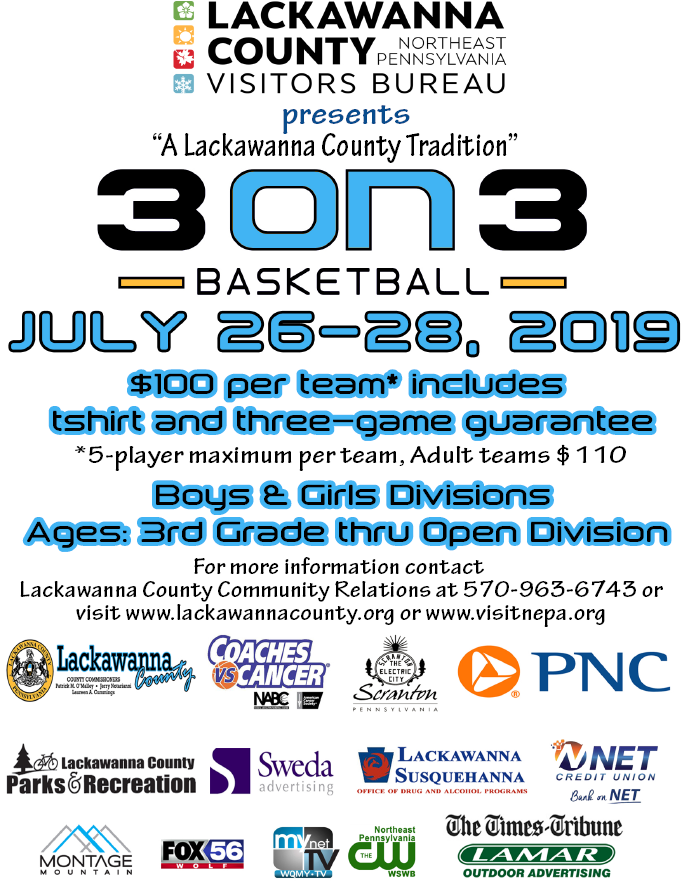 LACKAWANNA
COUNTY NORTHEAST
PENNSYLVANIA
VISITORS BUREAU
presents
“A Lackawanna County Tradition”
3 ON 3
BASKETBALL
JULY 26-28, 2019
$100 per team* includes
tshirt and three-game guarantee
*5-player maximum per team, Adult teams $110
Boys & Girls Divisions
Ages: 3rd Grade thru Open Division
For more information contact
Lackawanna County Community Relations at 570-963-6743 or
visit www.lackawannacounty.org or www.visitnepa.org
Lackawanna
County
COUNTY COMMISSIONERS
Patrick M. O'Malley • Jerry Notarianni
Laureen A. Cummings
COACHES
VS CANCER
NABC
American Cancer Society
SCRANTON
THE
ELECTRIC
CITY
Scranton
PENNSYLVANIA
PNC
Lackawanna County
Parks & Recreation
Sweda
advertising
LACKAWANNA
SUSQUEHANNA
OFFICE OF DRUG AND ALCOHOL PROGRAMS
NET
CREDIT UNION
Bank on NET
MONTAGE
MOUNTAIN
FOX 56
WOLF
my net
TV
WQMY•TV
Northeast
Pennsylvania
THE CW
WSWB
The Times-Tribune
LAMAR
OUTDOOR ADVERTISING